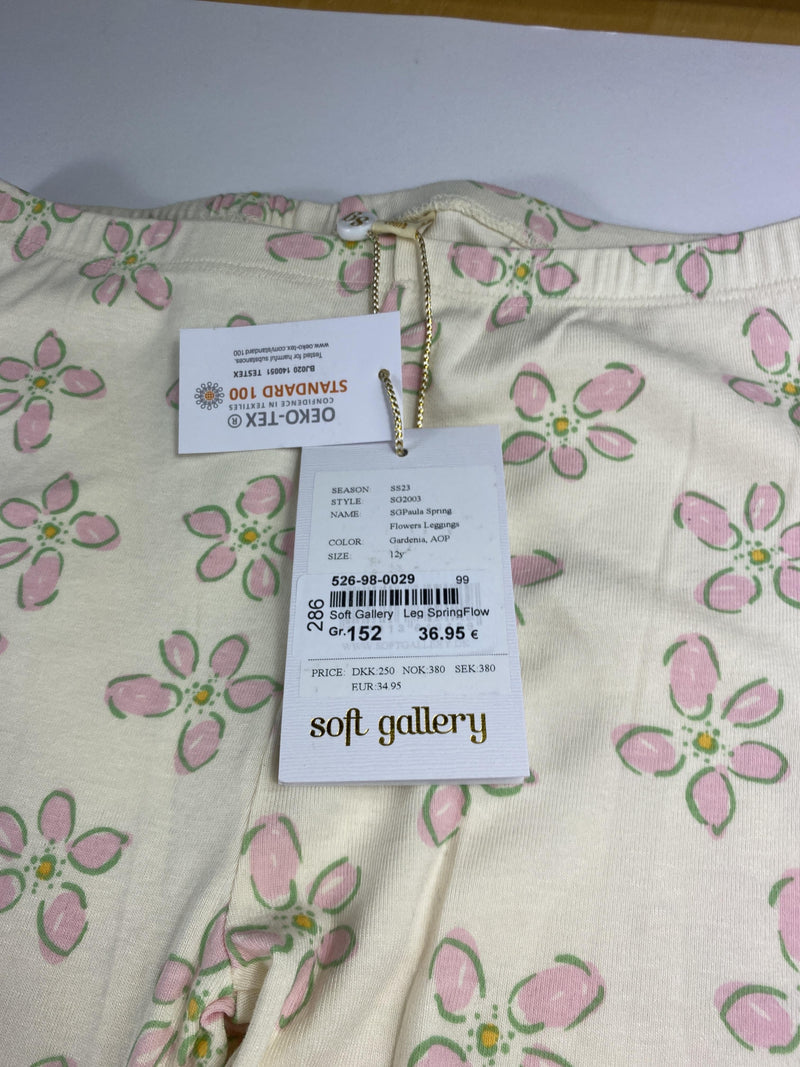 OEKO-TEX®
CONFIDENCE IN TEXTILES
STANDARD 100
BJ020 140051 TESTEX
Tested for harmful substances.
www.oeko-tex.com/standard100
SEASON: SS23
STYLE: SG2003
NAME: SGPaula Spring
Flowers Leggings
COLOR: Gardenia, AOP
SIZE: 12y
526-98-0029 99
286
Soft Gallery Leg SpringFlow
Gr.152 36.95 €
PRICE: DKK:250 NOK:380 SEK:380
EUR:34.95
soft gallery